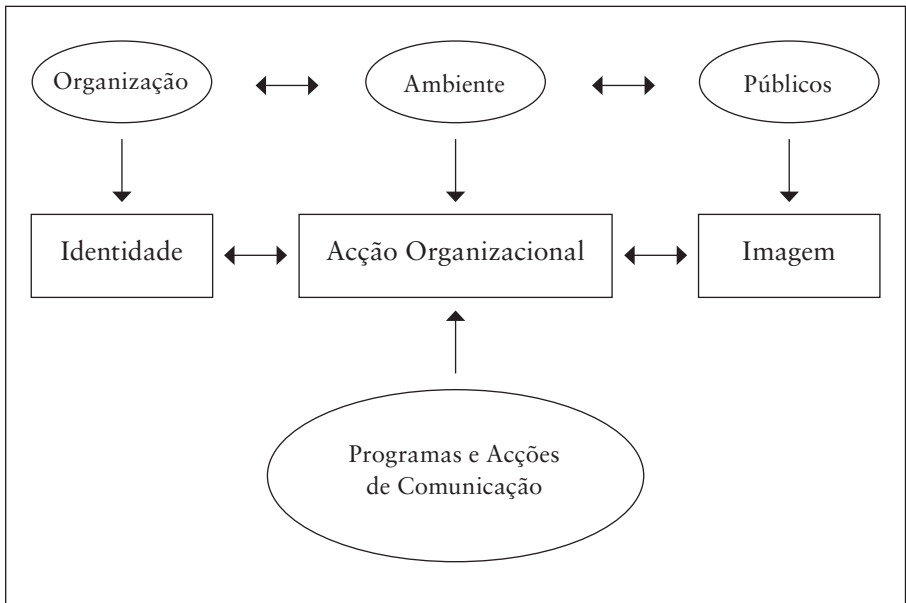 Organização
Ambiente
Públicos
Identidade
Acção Organizacional
Imagem
Programas e Acções
de Comunicação